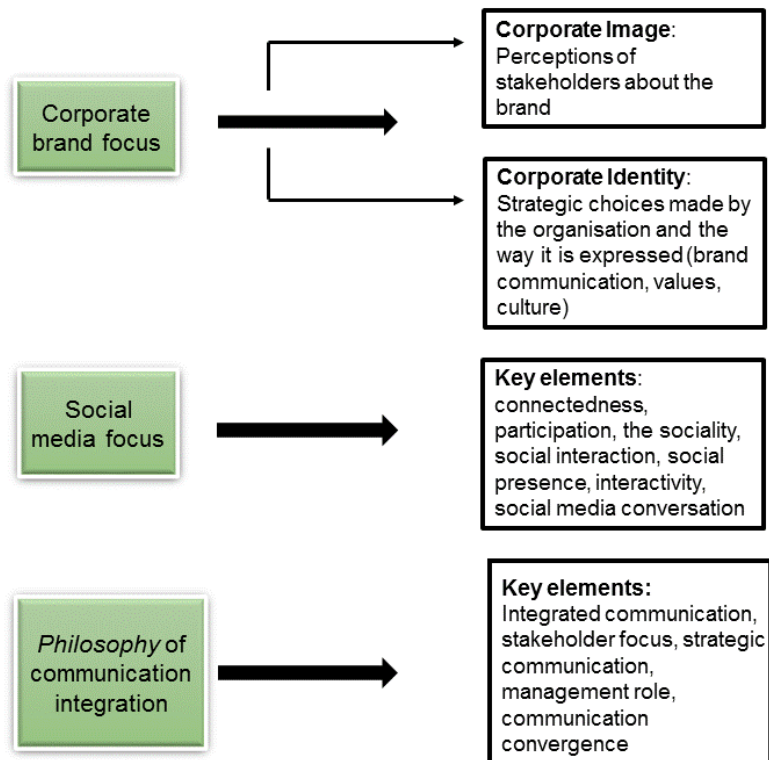 Corporate
brand focus
Corporate Image:
Perceptions of
stakeholders about the
brand
Corporate Identity:
Strategic choices made by
the organisation and the
way it is expressed (brand
communication, values,
culture)
Social
media focus
Key elements:
connectedness,
participation, the sociality,
social interaction, social
presence, interactivity,
social media conversation
Philosophy of
communication
integration
Key elements:
Integrated communication,
stakeholder focus, strategic
communication,
management role,
communication
convergence